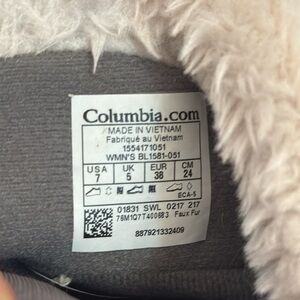 Columbia.com
MADE IN VIETNAM
Fabriqué au Vietnam
1554171051
WMN'S BL1581-051
USA UK EUR CM
7 5 38 24
ECA-5
01831 SWL 0217 217
76M1Q7T400683 Faux Fur
887921332409